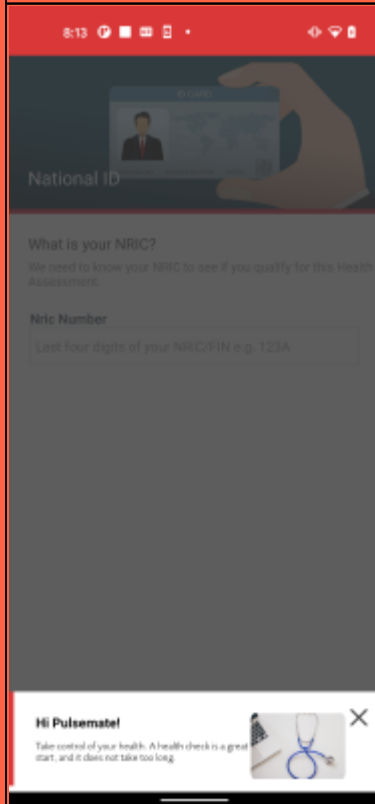 8:13
ID CARD
National ID
What is your NRIC?
We need to know your NRIC to see if you qualify for this Health
Assessment.
Nric Number
Last four digits of your NRIC/FIN e.g. 123A
Hi Pulsemate!
Take control of your health. A health check is a great
start, and it does not take too long.